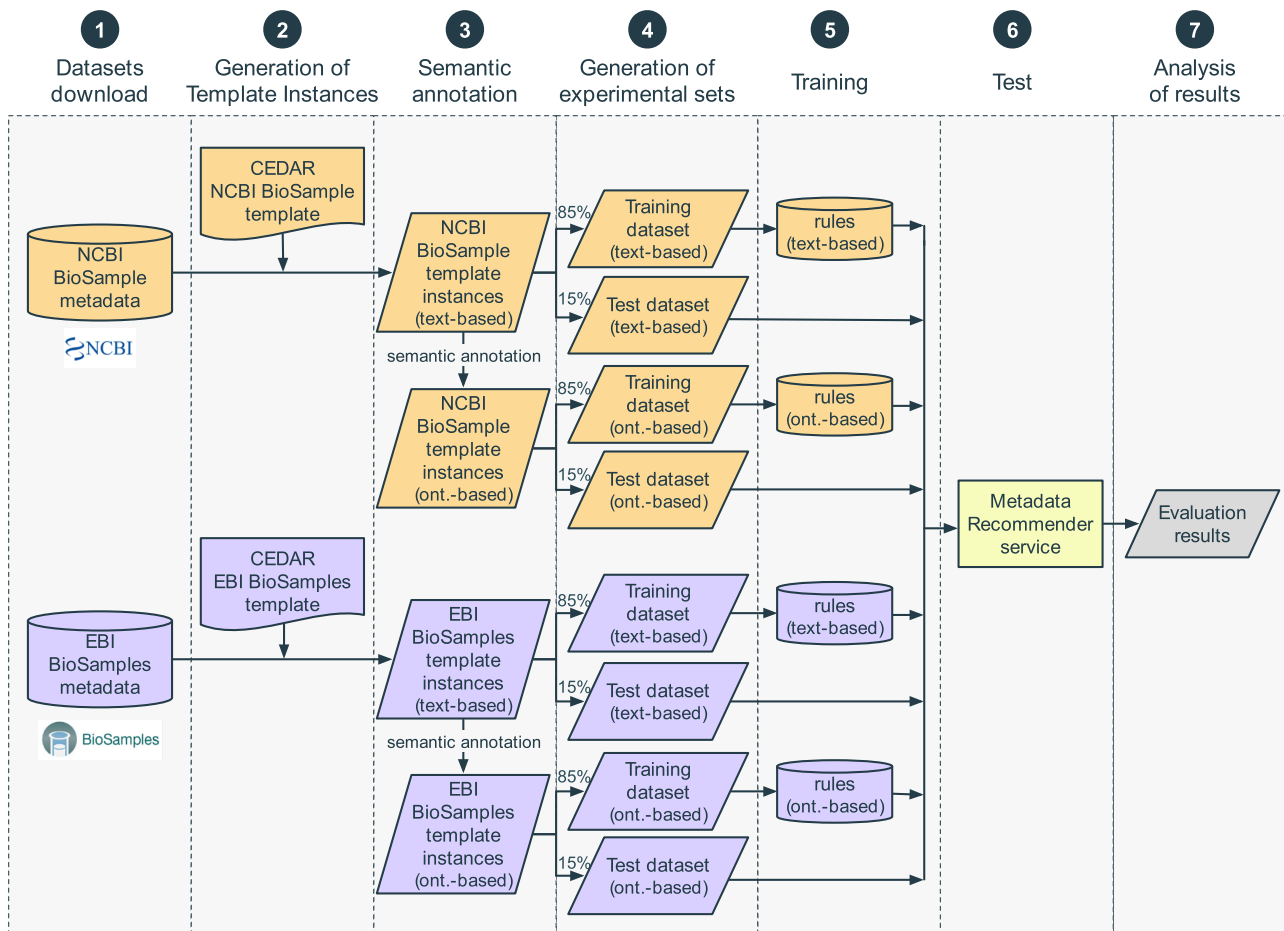 1
2
3
4
5
6
7
Datasets
download
Generation of
Template Instances
Semantic
annotation
Generation of
experimental sets
Training
Test
Analysis
of results
CEDAR
NCBI BioSample
template
NCBI
BioSample
metadata
NCBI
NCBI
BioSample
template
instances
(text-based)
semantic annotation
NCBI
BioSample
template
instances
(ont.-based)
85%
Training
dataset
(text-based)
rules
(text-based)
15%
Test dataset
(text-based)
85%
Training
dataset
(ont.-based)
rules
(ont.-based)
15%
Test dataset
(ont.-based)
CEDAR
EBI BioSamples
template
EBI
BioSamples
metadata
BioSamples
EBI
BioSamples
template
instances
(text-based)
semantic annotation
EBI
BioSamples
template
instances
(ont.-based)
85%
Training
dataset
(text-based)
rules
(text-based)
15%
Test dataset
(text-based)
85%
Training
dataset
(ont.-based)
rules
(ont.-based)
15%
Test dataset
(ont.-based)
Metadata
Recommender
service
Evaluation
results